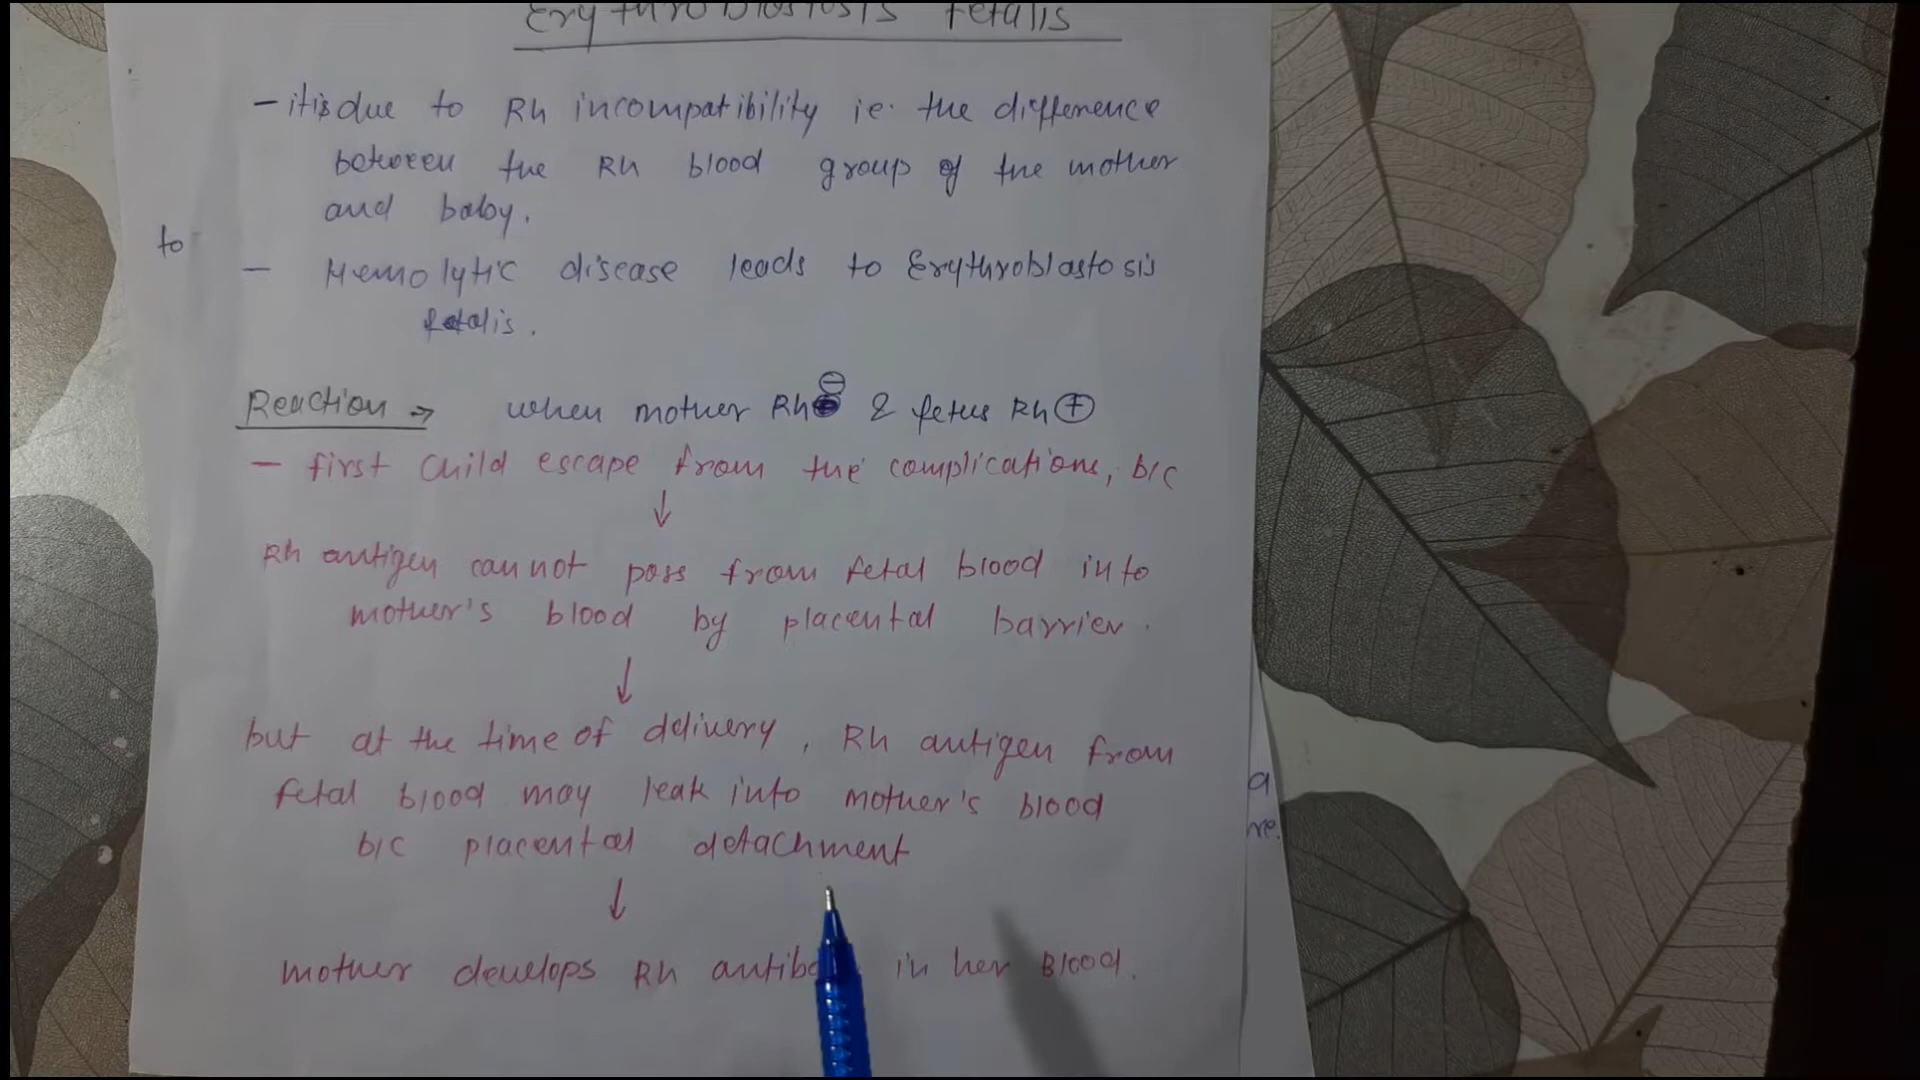 Erythroblastosis fetalis
- it is due to Rh incompatibility ie. the difference
between the Rh blood group of the mother
and baby.
to
- Hemolytic disease leads to Erythroblastosis
fetalis.
Reaction → when mother Rh ⊖ & fetus Rh ⊕
- first child escape from the complications, b/c
↓
Rh antigen cannot pass from fetal blood into
mother's blood by placental barrier.
↓
but at the time of delivery, Rh antigen from
fetal blood may leak into mother's blood
b/c placental detachment
↓
mother develops Rh in her Blood.
a
ve.